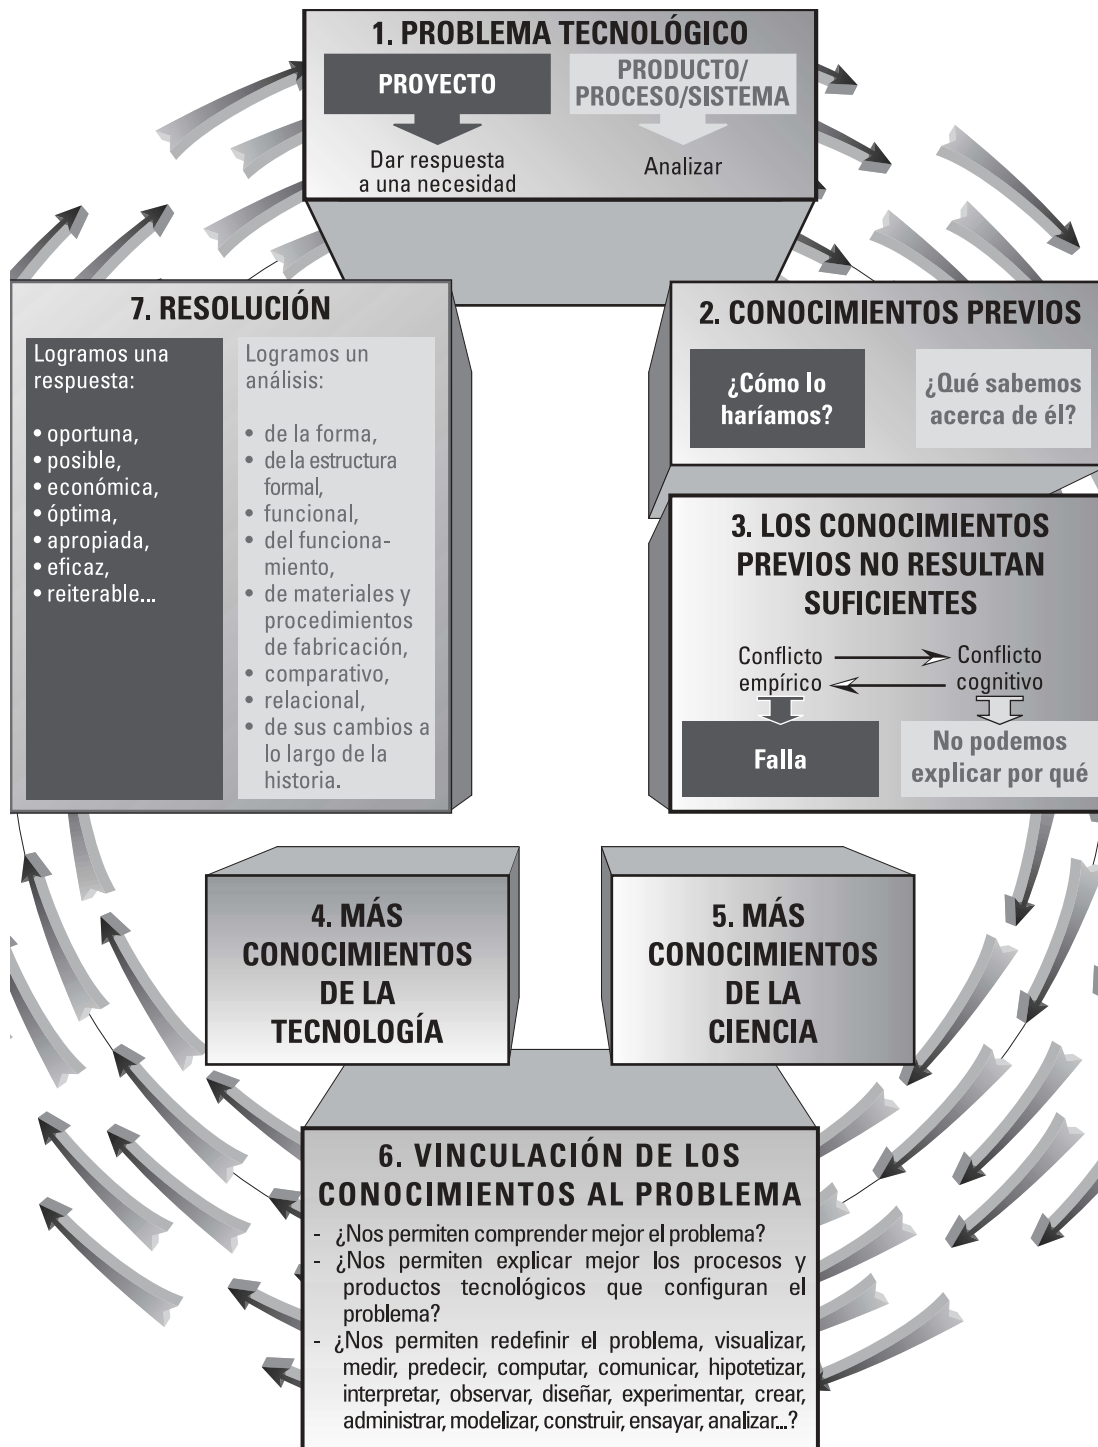 1. PROBLEMA TECNOLÓGICO
PROYECTO
Dar respuesta
a una necesidad
PRODUCTO/
PROCESO/SISTEMA
Analizar
2. CONOCIMIENTOS PREVIOS
¿Cómo lo
haríamos?
¿Qué sabemos
acerca de él?
3. LOS CONOCIMIENTOS
PREVIOS NO RESULTAN
SUFICIENTES
Conflicto
empírico
Conflicto
cognitivo
Falla
No podemos
explicar por qué
4. MÁS
CONOCIMIENTOS
DE LA
TECNOLOGÍA
5. MÁS
CONOCIMIENTOS
DE LA
CIENCIA
6. VINCULACIÓN DE LOS
CONOCIMIENTOS AL PROBLEMA
- ¿Nos permiten comprender mejor el problema?
- ¿Nos permiten explicar mejor los procesos y
productos tecnológicos que configuran el
problema?
- ¿Nos permiten redefinir el problema, visualizar,
medir, predecir, computar, comunicar, hipotetizar,
interpretar, observar, diseñar, experimentar, crear,
administrar, modelizar, construir, ensayar, analizar...?
7. RESOLUCIÓN
Logramos una
respuesta:
• oportuna,
• posible,
• económica,
• óptima,
• apropiada,
• eficaz,
• reiterable...
Logramos un
análisis:
• de la forma,
• de la estructura
formal,
• funcional,
• del funciona-
miento,
• de materiales y
procedimientos
de fabricación,
• comparativo,
• relacional,
• de sus cambios a
lo largo de la
historia.